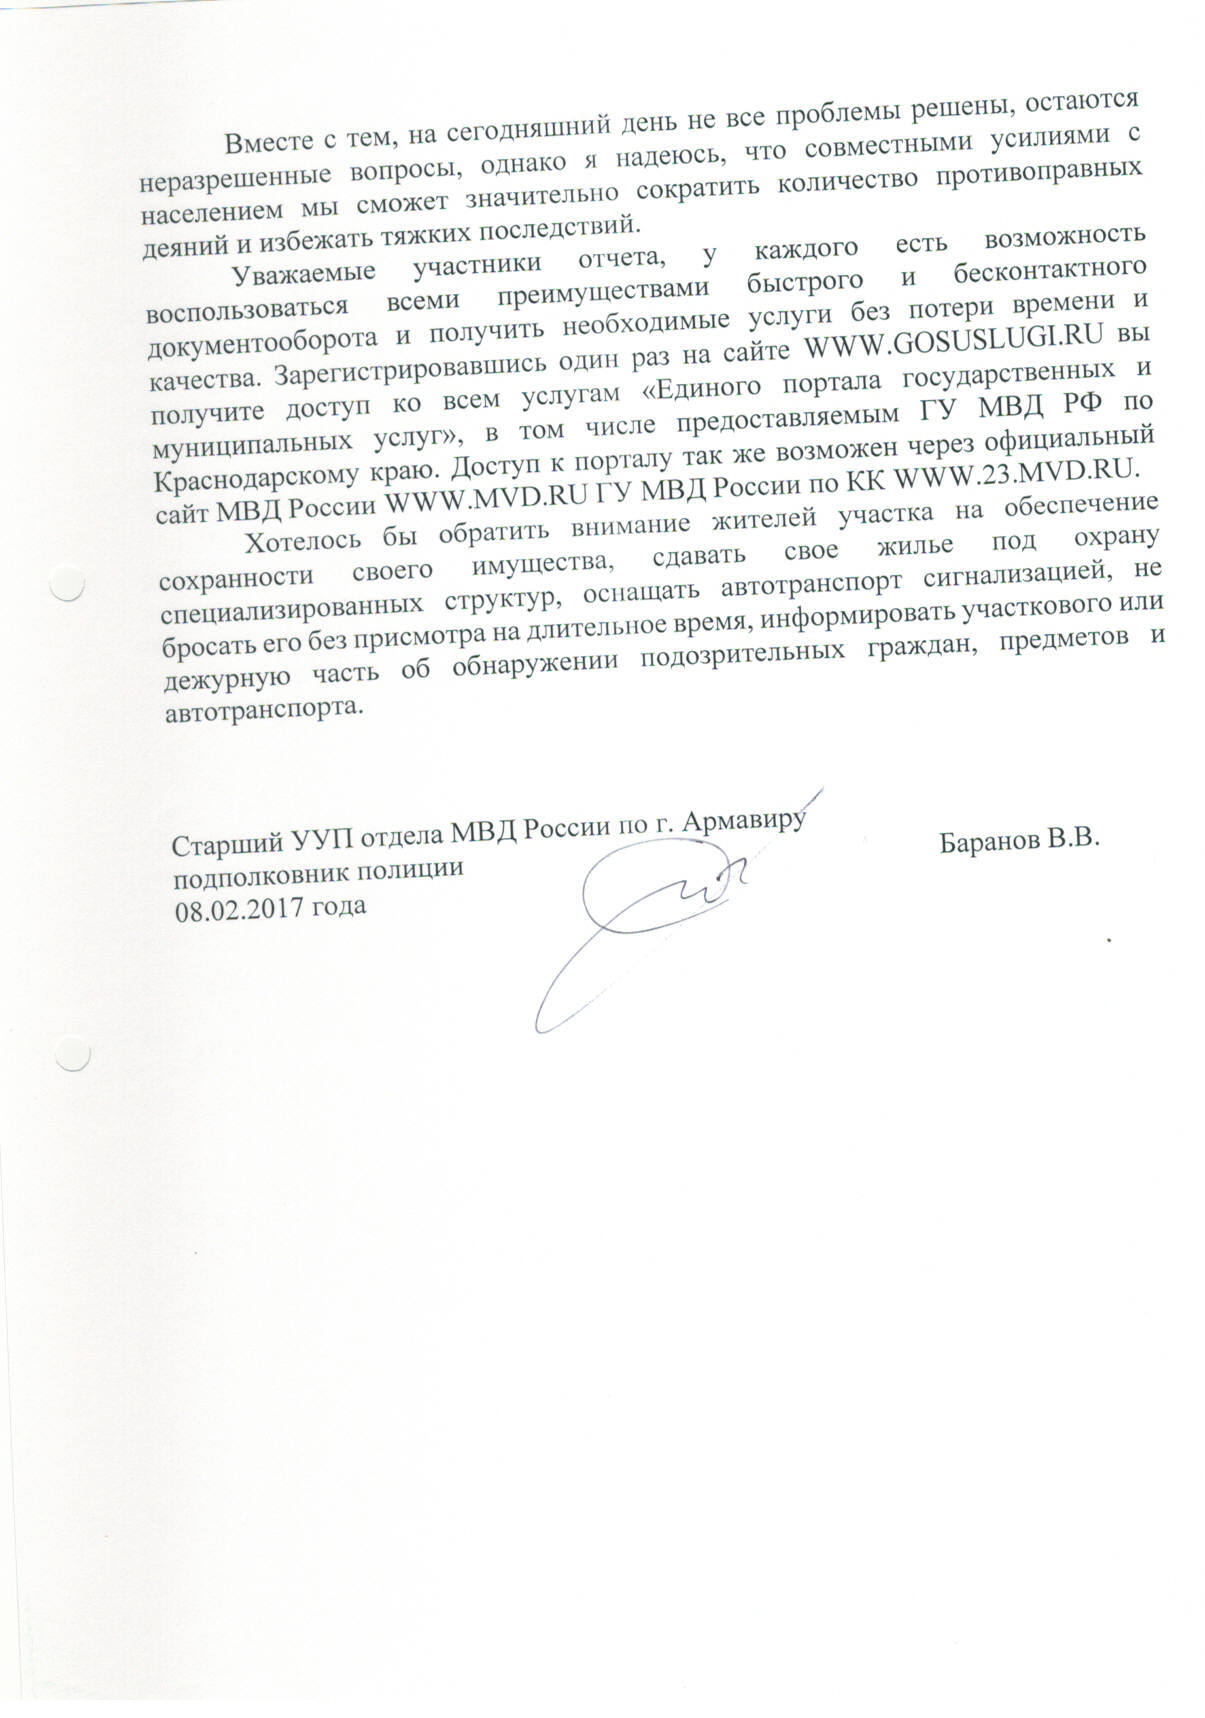 Вместе с тем, на сегодняшний день не все проблемы решены, остаются
неразрешенные вопросы, однако я надеюсь, что совместными усилиями с
населением мы сможет значительно сократить количество противоправных
деяний и избежать тяжких последствий.
Уважаемые участники отчета, у каждого есть возможность
воспользоваться всеми преимуществами быстрого и бесконтактного
документооборота и получить необходимые услуги без потери времени и
качества. Зарегистрировавшись один раз на сайте WWW.GOSUSLUGI.RU вы
получите доступ ко всем услугам «Единого портала государственных и
муниципальных услуг», в том числе предоставляемым ГУ МВД РФ по
Краснодарскому краю. Доступ к порталу так же возможен через официальный
сайт МВД России WWW.MVD.RU ГУ МВД России по КК WWW.23.MVD.RU.
Хотелось бы обратить внимание жителей участка на обеспечение
сохранности своего имущества, сдавать свое жилье под охрану
специализированных структур, оснащать автотранспорт сигнализацией, не
бросать его без присмотра на длительное время, информировать участкового или
дежурную часть об обнаружении подозрительных граждан, предметов и
автотранспорта.
Старший УУП отдела МВД России по г. Армавиру
подполковник полиции Баранов В.В.
08.02.2017 года